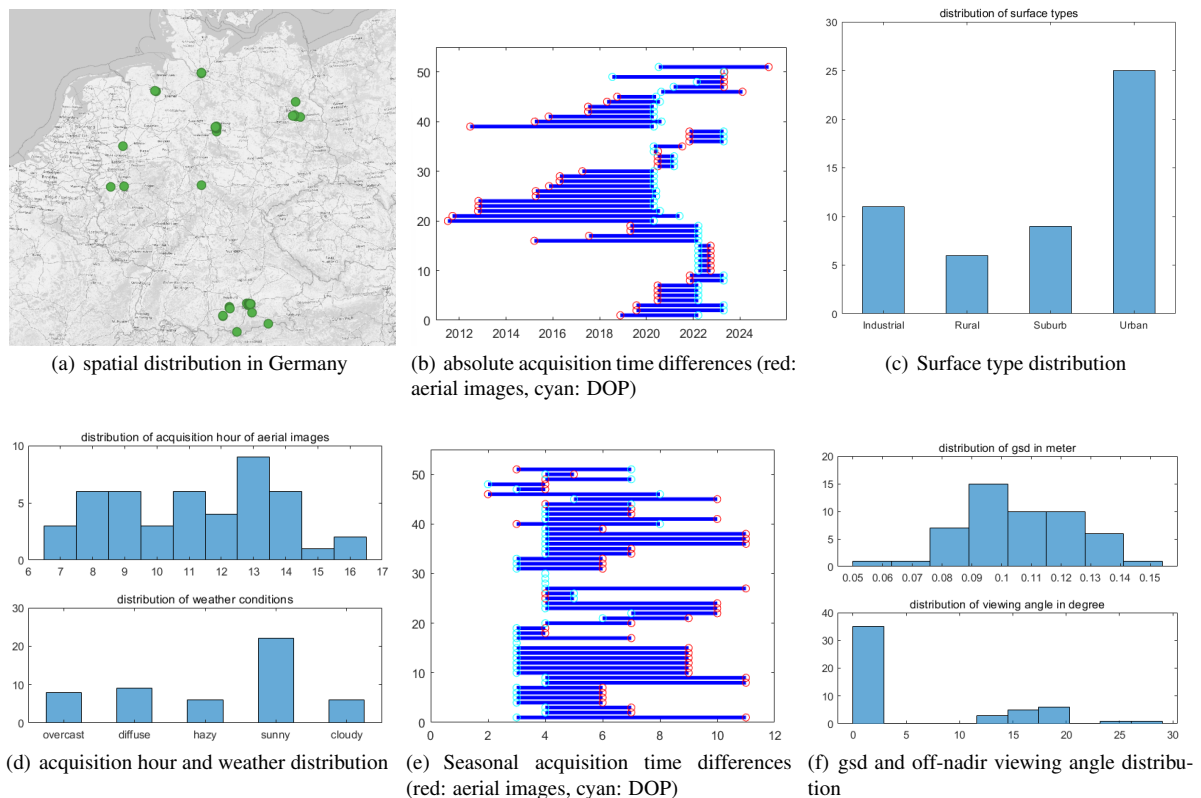 (a) spatial distribution in Germany
50
40
30
20
10
0
2012 2014 2016 2018 2020 2022 2024
(b) absolute acquisition time differences (red:
aerial images, cyan: DOP)
distribution of surface types
30
25
20
15
10
5
0
Industrial Rural Suburb Urban
(c) Surface type distribution
distribution of acquisition hour of aerial images
10
5
0
6 7 8 9 10 11 12 13 14 15 16 17
distribution of weather conditions
30
20
10
0
overcast diffuse hazy sunny cloudy
(d) acquisition hour and weather distribution
50
40
30
20
10
0
0 2 4 6 8 10 12
(e) Seasonal acquisition time differences
(red: aerial images, cyan: DOP)
distribution of gsd in meter
20
15
10
5
0
0.05 0.06 0.07 0.08 0.09 0.1 0.11 0.12 0.13 0.14 0.15
distribution of viewing angle in degree
40
30
20
10
0
0 5 10 15 20 25 30
(f) gsd and off-nadir viewing angle distribu-
tion